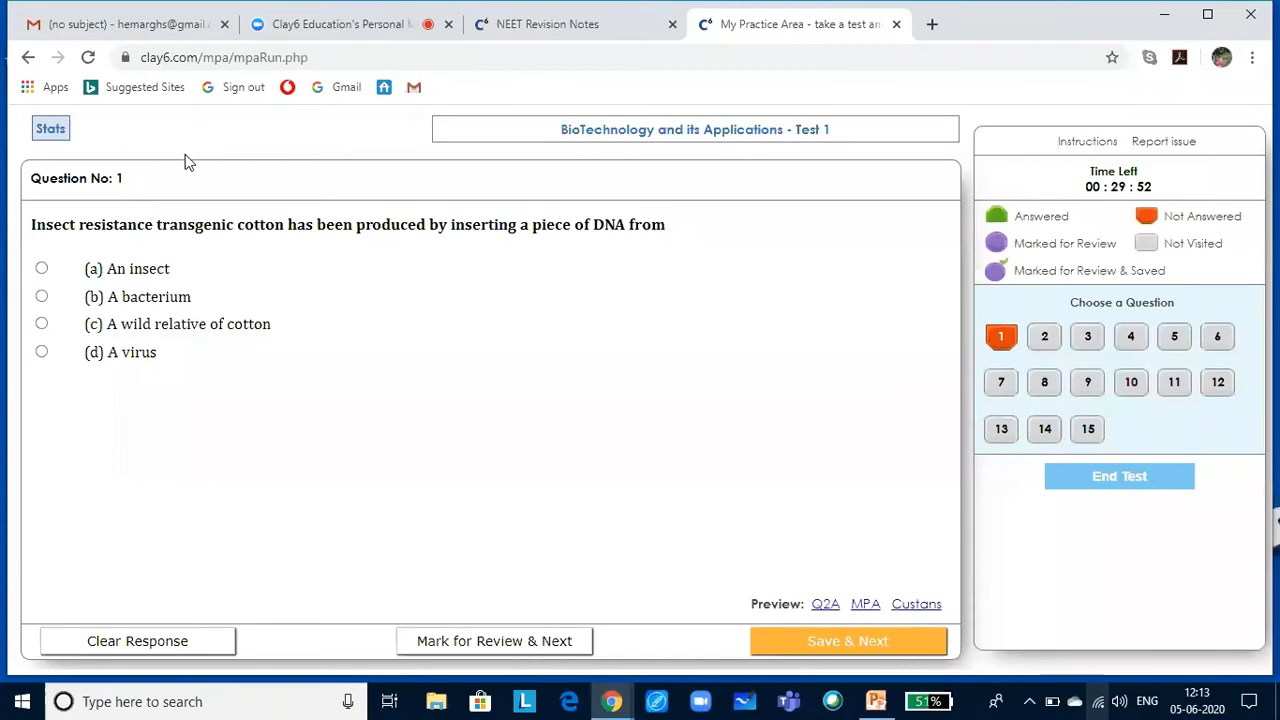 (no subject) - hemarghs@gmail.
Clay6 Education's Personal M
NEET Revision Notes
My Practice Area - take a test an
clay6.com/mpa/mpaRun.php
Apps
Suggested Sites
Sign out
Gmail
Stats
BioTechnology and its Applications - Test 1
Instructions
Report issue
Question No: 1
Time Left
00 : 29 : 52
Insect resistance transgenic cotton has been produced by inserting a piece of DNA from
(a) An insect
(b) A bacterium
(c) A wild relative of cotton
(d) A virus
Answered
Not Answered
Marked for Review
Not Visited
Marked for Review & Saved
Choose a Question
1 2 3 4 5 6
7 8 9 10 11 12
13 14 15
End Test
Preview: Q2A MPA Custans
Clear Response
Mark for Review & Next
Save & Next
Type here to search
51%
ENG
12:13
05-06-2020